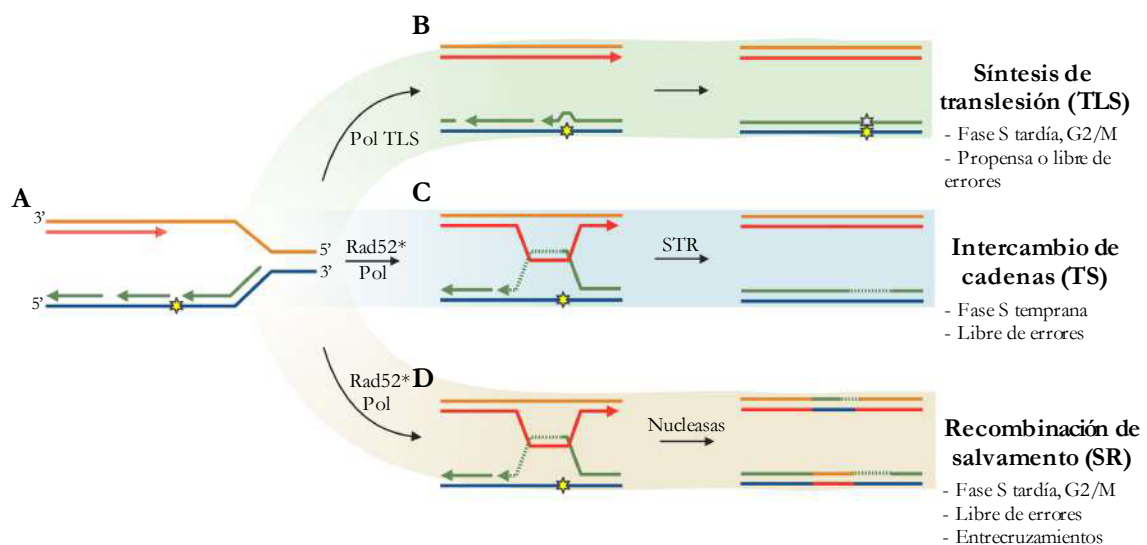 B
Pol TLS
Síntesis de
translesión (TLS)
- Fase S tardía, G2/M
- Propensa o libre de
errores
A
3’
5’
3’
5’
C
Rad52*
Pol
STR
Intercambio de
cadenas (TS)
- Fase S temprana
- Libre de errores
D
Rad52*
Pol
Nucleasas
Recombinación de
salvamento (SR)
- Fase S tardía, G2/M
- Libre de errores
- Entrecruzamientos